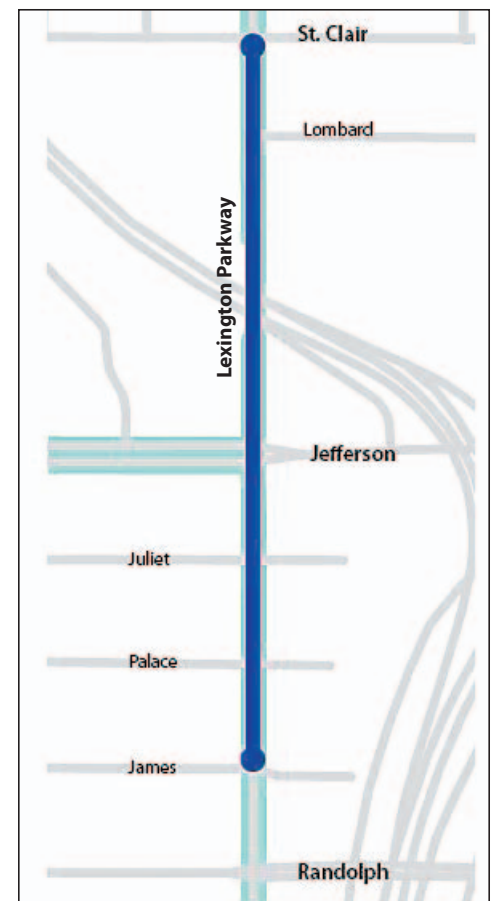 St. Clair
Lombard
Lexington Parkway
Jefferson
Juliet
Palace
James
Randolph